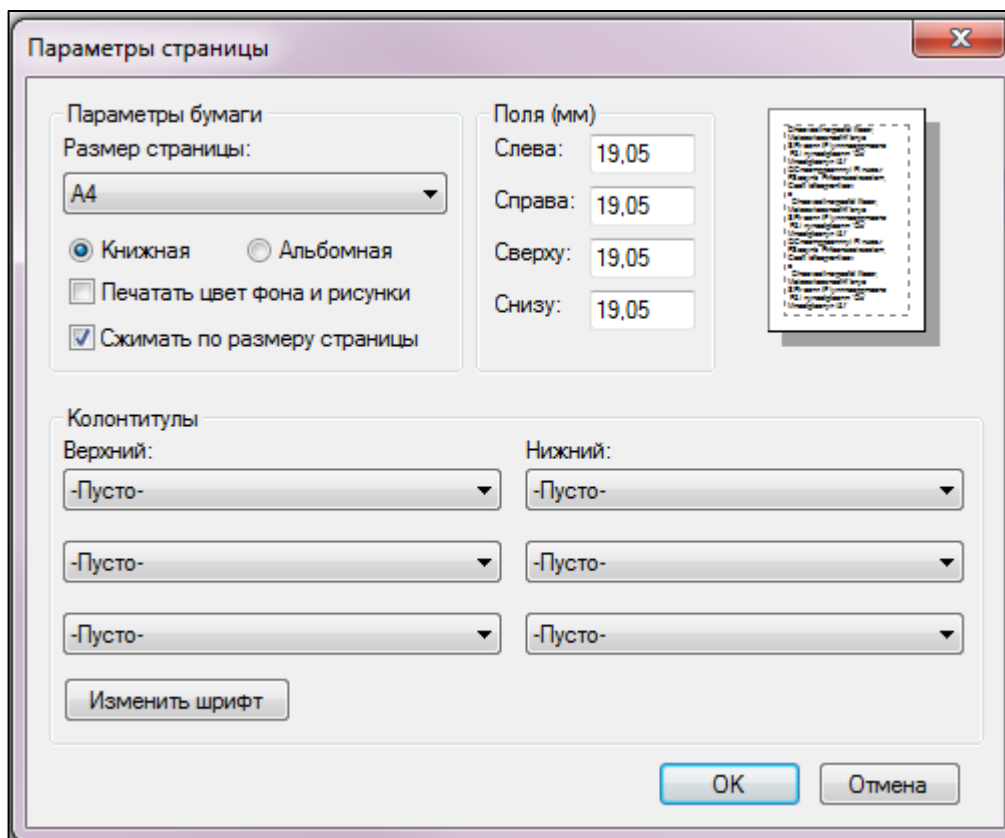 Параметры страницы
Параметры бумаги
Размер страницы:
A4
Книжная Альбомная
Печатать цвет фона и рисунки
Сжимать по размеру страницы
Поля (мм)
Слева: 19,05
Справа: 19,05
Сверху: 19,05
Снизу: 19,05
Колонтитулы
Верхний: Нижний:
-Пусто- -Пусто-
-Пусто- -Пусто-
-Пусто- -Пусто-
Изменить шрифт
OK Отмена